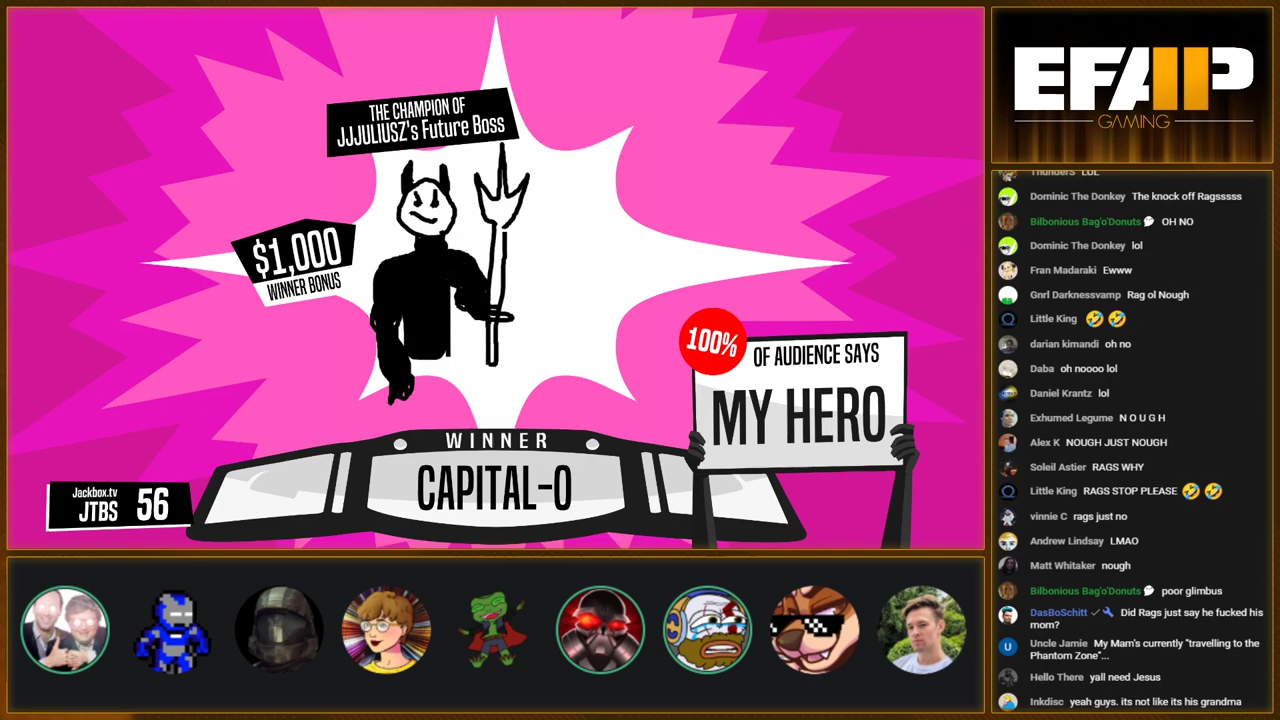 THE CHAMPION OF
JJJULIUSZ's Future Boss
$1,000
WINNER BONUS
100%
OF AUDIENCE SAYS
MY HERO
WINNER
CAPITAL-O
Jackbox.tv
JTBS
56
EFAP
GAMING
ThunderS LOL
Dominic The Donkey The knock off Ragsssss
Bilbonious Bag'o'Donuts OH NO
Dominic The Donkey lol
Fran Madaraki Ewww
Gnrl Darknessvamp Rag ol Nough
Little King 🤣🤣
darian kimandi oh no
Daba oh noooo lol
Daniel Krantz lol
Exhumed Legume N O U G H
Alex K NOUGH JUST NOUGH
Soleil Astier RAGS WHY
Little King RAGS STOP PLEASE 🤣🤣
vinnie C rags just no
Andrew Lindsay LMAO
Matt Whitaker nough
Bilbonious Bag'o'Donuts poor glimbus
DasBoSchitt Did Rags just say he fucked his
mom?
U
Uncle Jamie My Mam's currently "travelling to the
Phantom Zone"...
Hello There yall need Jesus
Inkdisc yeah guys. its not like its his grandma